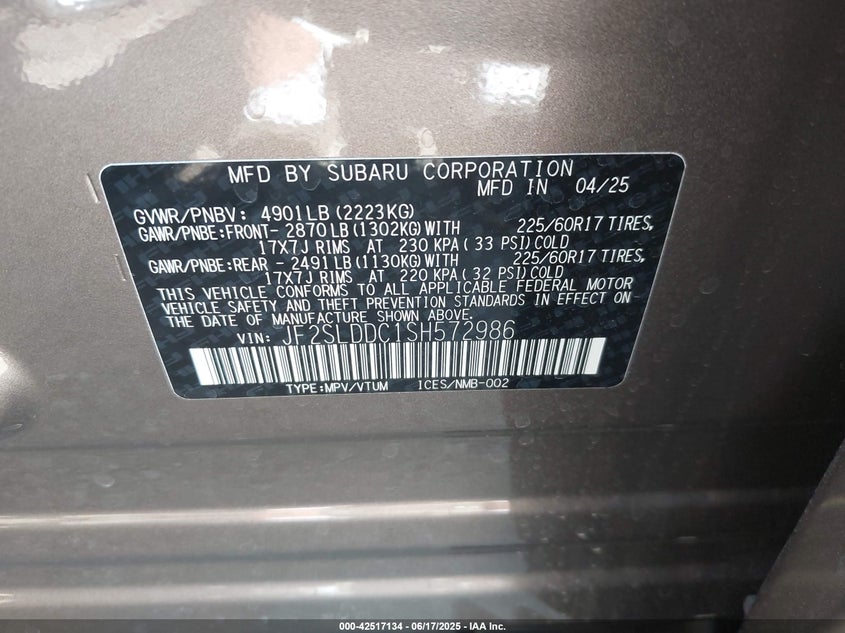 MFD BY SUBARU CORPORATION
MFD IN 04/25
GVWR/PNBV: 4901LB (2223KG)
GAWR/PNBE:FRONT- 2870 LB (1302KG) WITH 225/60R17 TIRES,
17X7J RIMS AT 230 KPA ( 33 PSI) COLD
GAWR/PNBE:REAR - 2491 LB (1130KG) WITH 225/60R17 TIRES,
17X7J RIMS AT 220 KPA ( 32 PSI) COLD
THIS VEHICLE CONFORMS TO ALL APPLICABLE FEDERAL MOTOR
VEHICLE SAFETY AND THEFT PREVENTION STANDARDS IN EFFECT ON
THE DATE OF MANUFACTURE SHOWN ABOVE.
VIN: JF2SLDDC1SH572986
TYPE:MPV/VTUM ICES/NMB-002
000-42517134 - 06/17/2025 - IAA Inc.